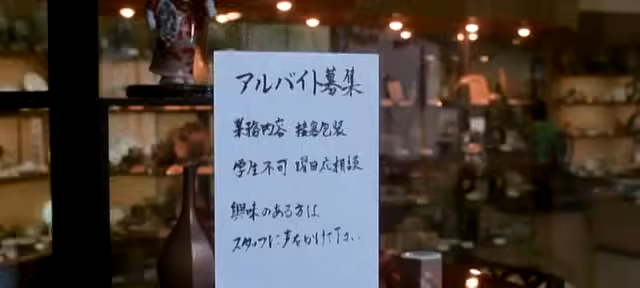 アルバイト募集
業務内容 接客包装
学生不可 曜日応相談
興味のある方は
スタッフに声をかけて下さい